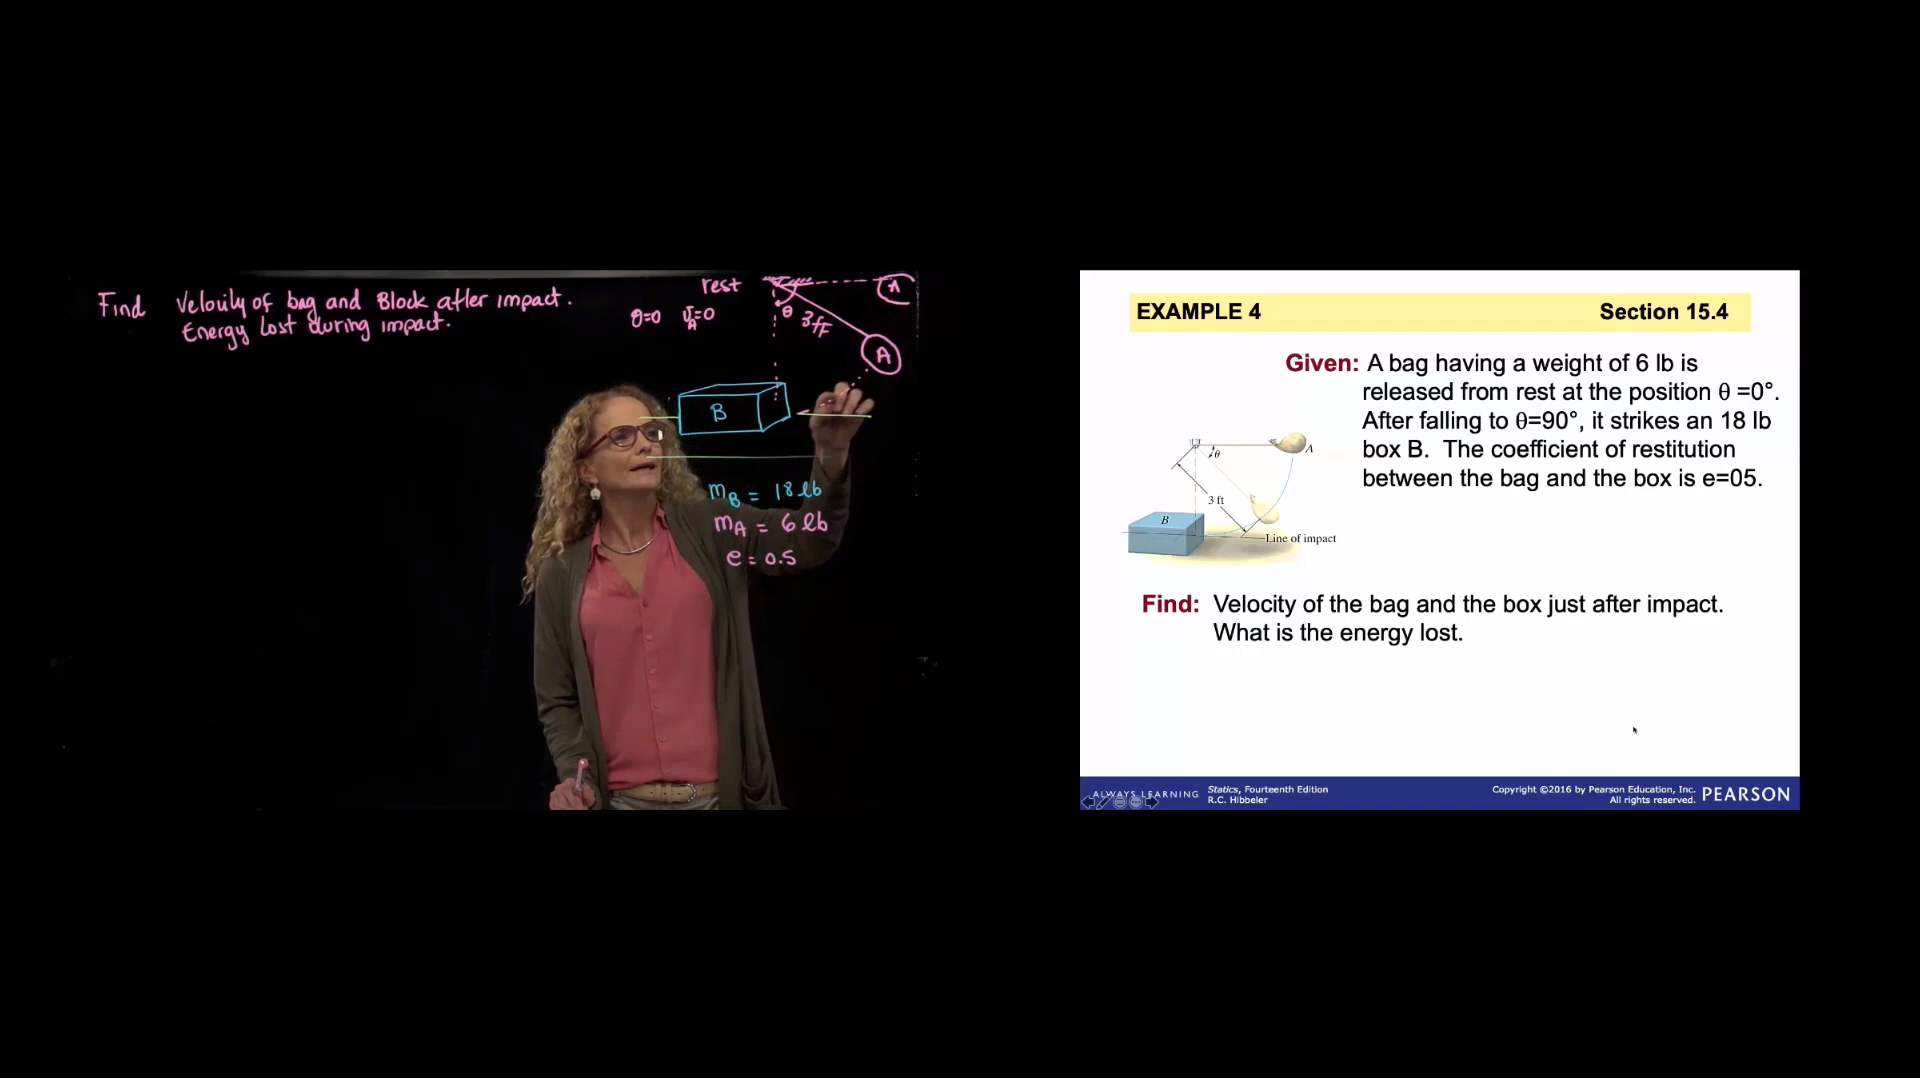 Find Velocity of bag and Block after impact.
Energy Lost during impact.
rest
θ=0 v_A=0
θ
3 ft
A
A
B
m_B = 18 lb
m_A = 6 lb
e = 0.5
EXAMPLE 4 Section 15.4
Given: A bag having a weight of 6 lb is
released from rest at the position θ =0°.
After falling to θ=90°, it strikes an 18 lb
box B. The coefficient of restitution
between the bag and the box is e=05.
A
θ
3 ft
B
Line of impact
Find: Velocity of the bag and the box just after impact.
What is the energy lost.
ALWAYS LEARNING
Statics, Fourteenth Edition
R.C. Hibbeler
Copyright ©2016 by Pearson Education, Inc.
All rights reserved.
PEARSON